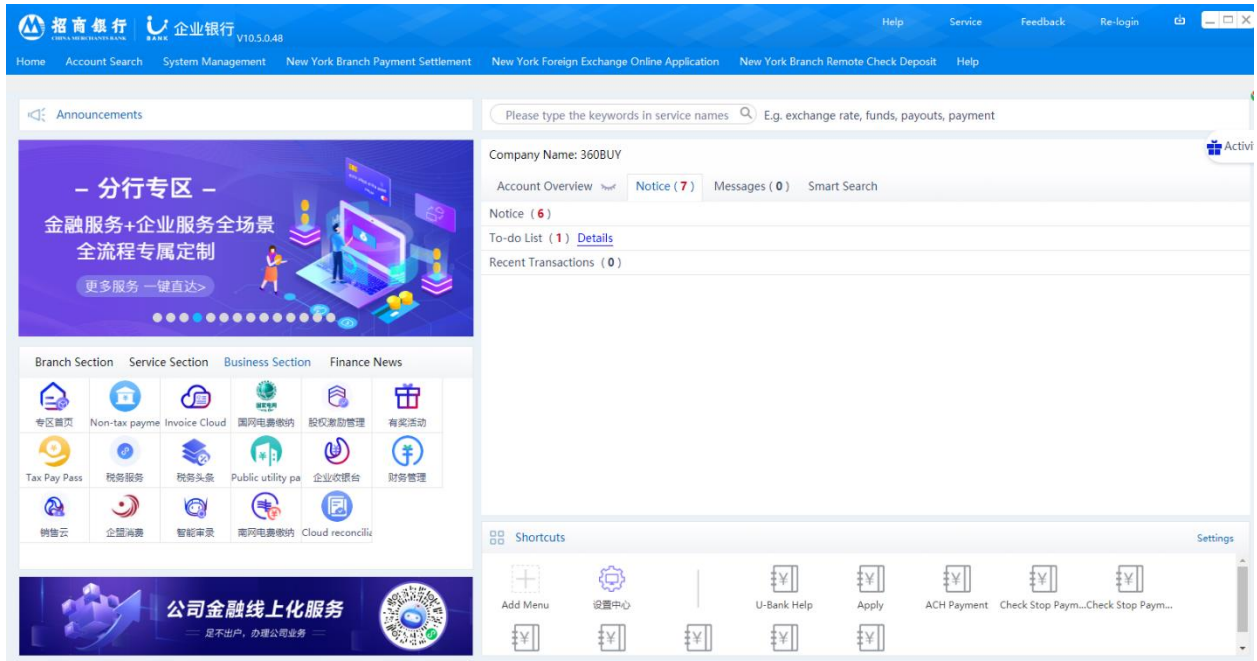 招商银行 企业银行 V10.5.0.48
CHINA MERCHANTS BANK U BANK
Help Service Feedback Re-login
Home Account Search System Management New York Branch Payment Settlement New York Foreign Exchange Online Application New York Branch Remote Check Deposit Help
Announcements
Please type the keywords in service names E.g. exchange rate, funds, payouts, payment
– 分行专区 –
金融服务+企业服务全场景
全流程专属定制
更多服务 一键直达>
Company Name: 360BUY
Activi
Account Overview Notice ( 7 ) Messages ( 0 ) Smart Search
Notice ( 6 )
To-do List ( 1 ) Details
Recent Transactions ( 0 )
Branch Section Service Section Business Section Finance News
专区首页 Non-tax payme Invoice Cloud 国网电费缴纳 股权激励管理 有奖活动
Tax Pay Pass 税务服务 税务头条 Public utility pa 企业收银台 财务管理
销售云 企盟消费 智能审录 南网电费缴纳 Cloud reconcilia
公司金融线上化服务
足不出户，办理公司业务
Shortcuts Settings
Add Menu 设置中心 U-Bank Help Apply ACH Payment Check Stop Paym... Check Stop Paym...